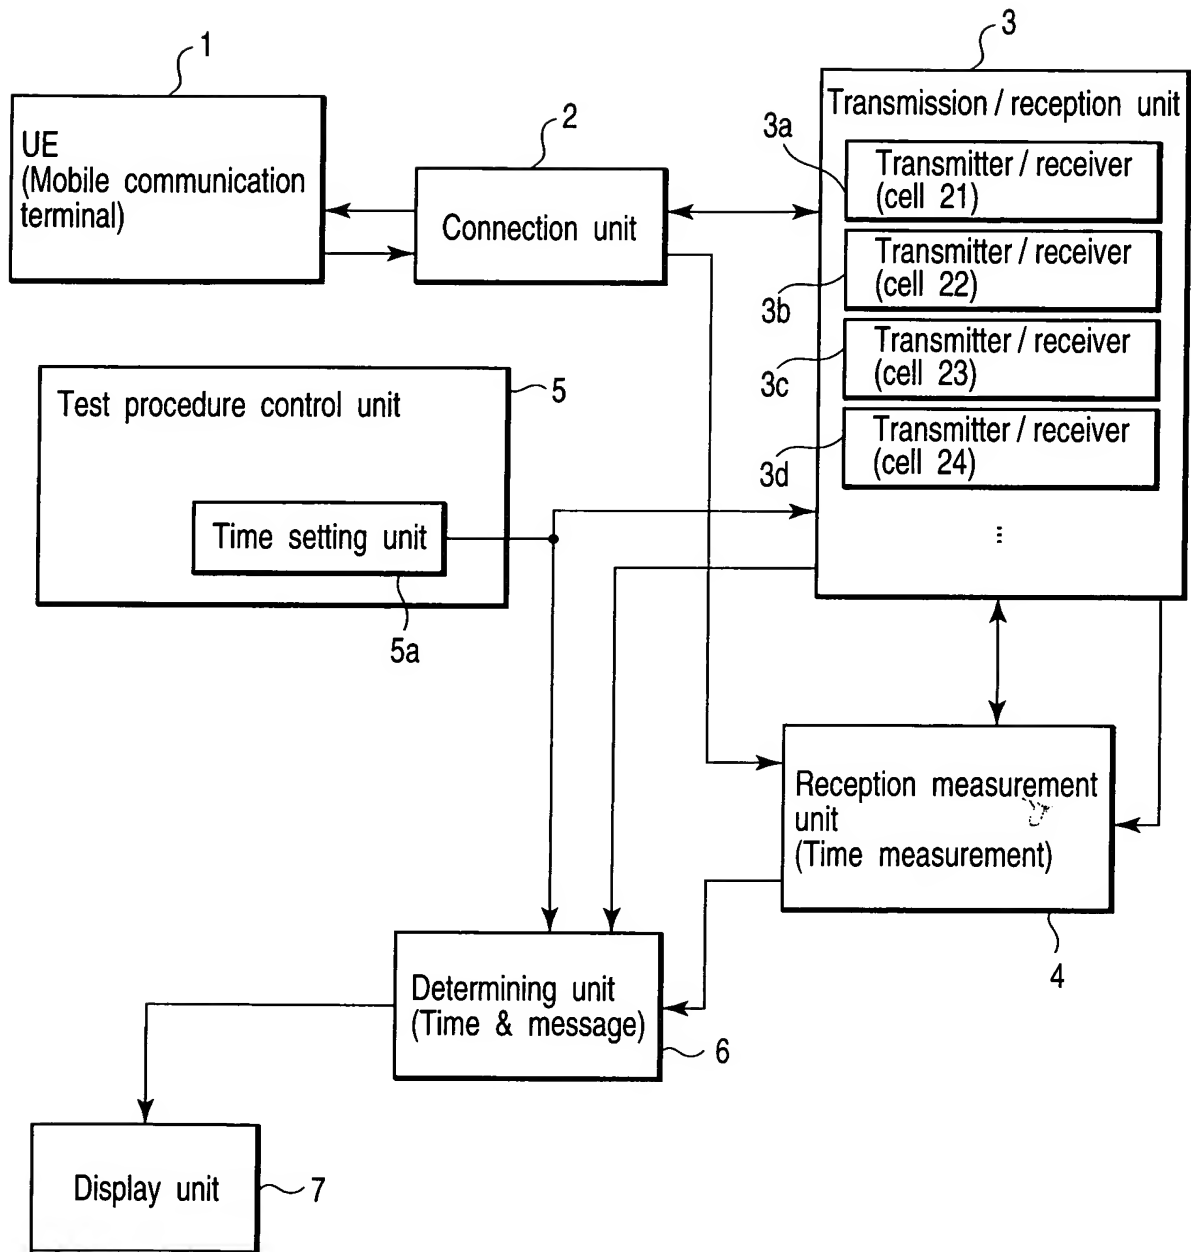 1
UE
(Mobile communication
terminal)
2
Connection unit
3
Transmission / reception unit
3a
Transmitter / receiver
(cell 21)
3b
Transmitter / receiver
(cell 22)
3c
Transmitter / receiver
(cell 23)
3d
Transmitter / receiver
(cell 24)
...
5
Test procedure control unit
Time setting unit
5a
Reception measurement
unit
(Time measurement)
4
Determining unit
(Time & message)
6
Display unit
7